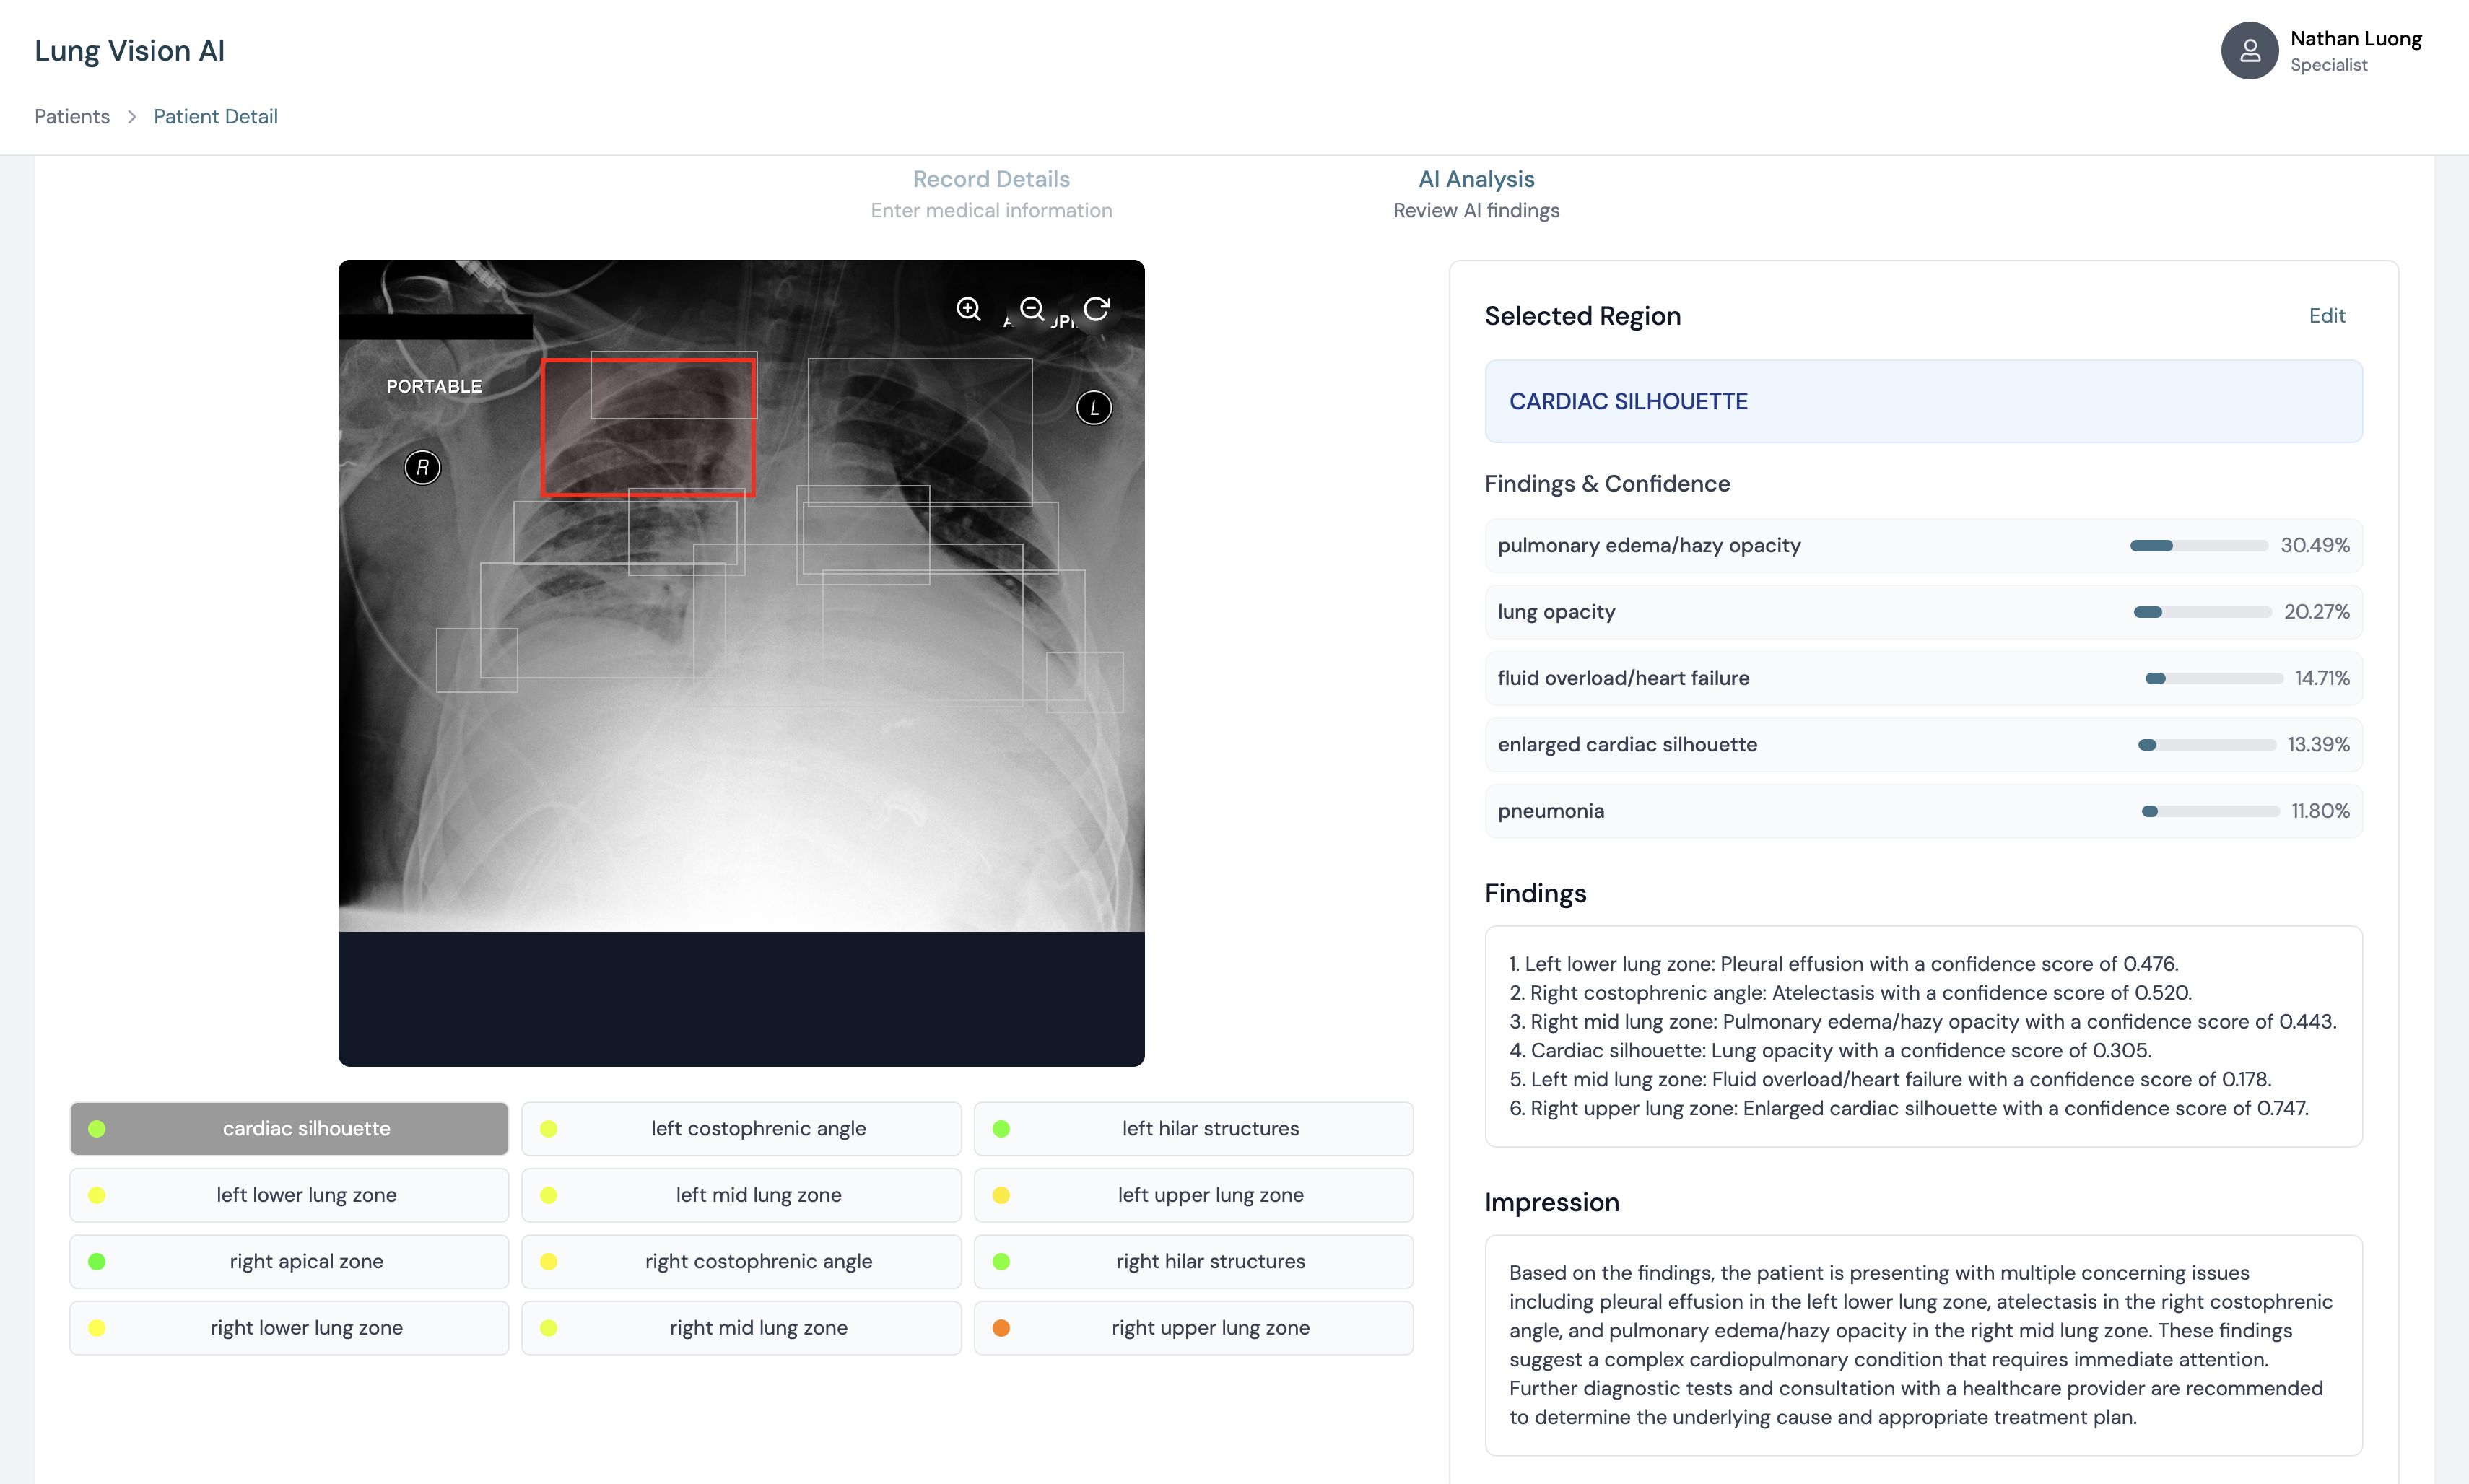 Lung Vision AI
Nathan Luong
Specialist
Patients > Patient Detail
Record Details
Enter medical information
AI Analysis
Review AI findings
PORTABLE
R
L
Selected Region
Edit
CARDIAC SILHOUETTE
Findings & Confidence
pulmonary edema/hazy opacity 30.49%
lung opacity 20.27%
fluid overload/heart failure 14.71%
enlarged cardiac silhouette 13.39%
pneumonia 11.80%
Findings
1. Left lower lung zone: Pleural effusion with a confidence score of 0.476.
2. Right costophrenic angle: Atelectasis with a confidence score of 0.520.
3. Right mid lung zone: Pulmonary edema/hazy opacity with a confidence score of 0.443.
4. Cardiac silhouette: Lung opacity with a confidence score of 0.305.
5. Left mid lung zone: Fluid overload/heart failure with a confidence score of 0.178.
6. Right upper lung zone: Enlarged cardiac silhouette with a confidence score of 0.747.
Impression
Based on the findings, the patient is presenting with multiple concerning issues
including pleural effusion in the left lower lung zone, atelectasis in the right costophrenic
angle, and pulmonary edema/hazy opacity in the right mid lung zone. These findings
suggest a complex cardiopulmonary condition that requires immediate attention.
Further diagnostic tests and consultation with a healthcare provider are recommended
to determine the underlying cause and appropriate treatment plan.
cardiac silhouette
left costophrenic angle
left hilar structures
left lower lung zone
left mid lung zone
left upper lung zone
right apical zone
right costophrenic angle
right hilar structures
right lower lung zone
right mid lung zone
right upper lung zone